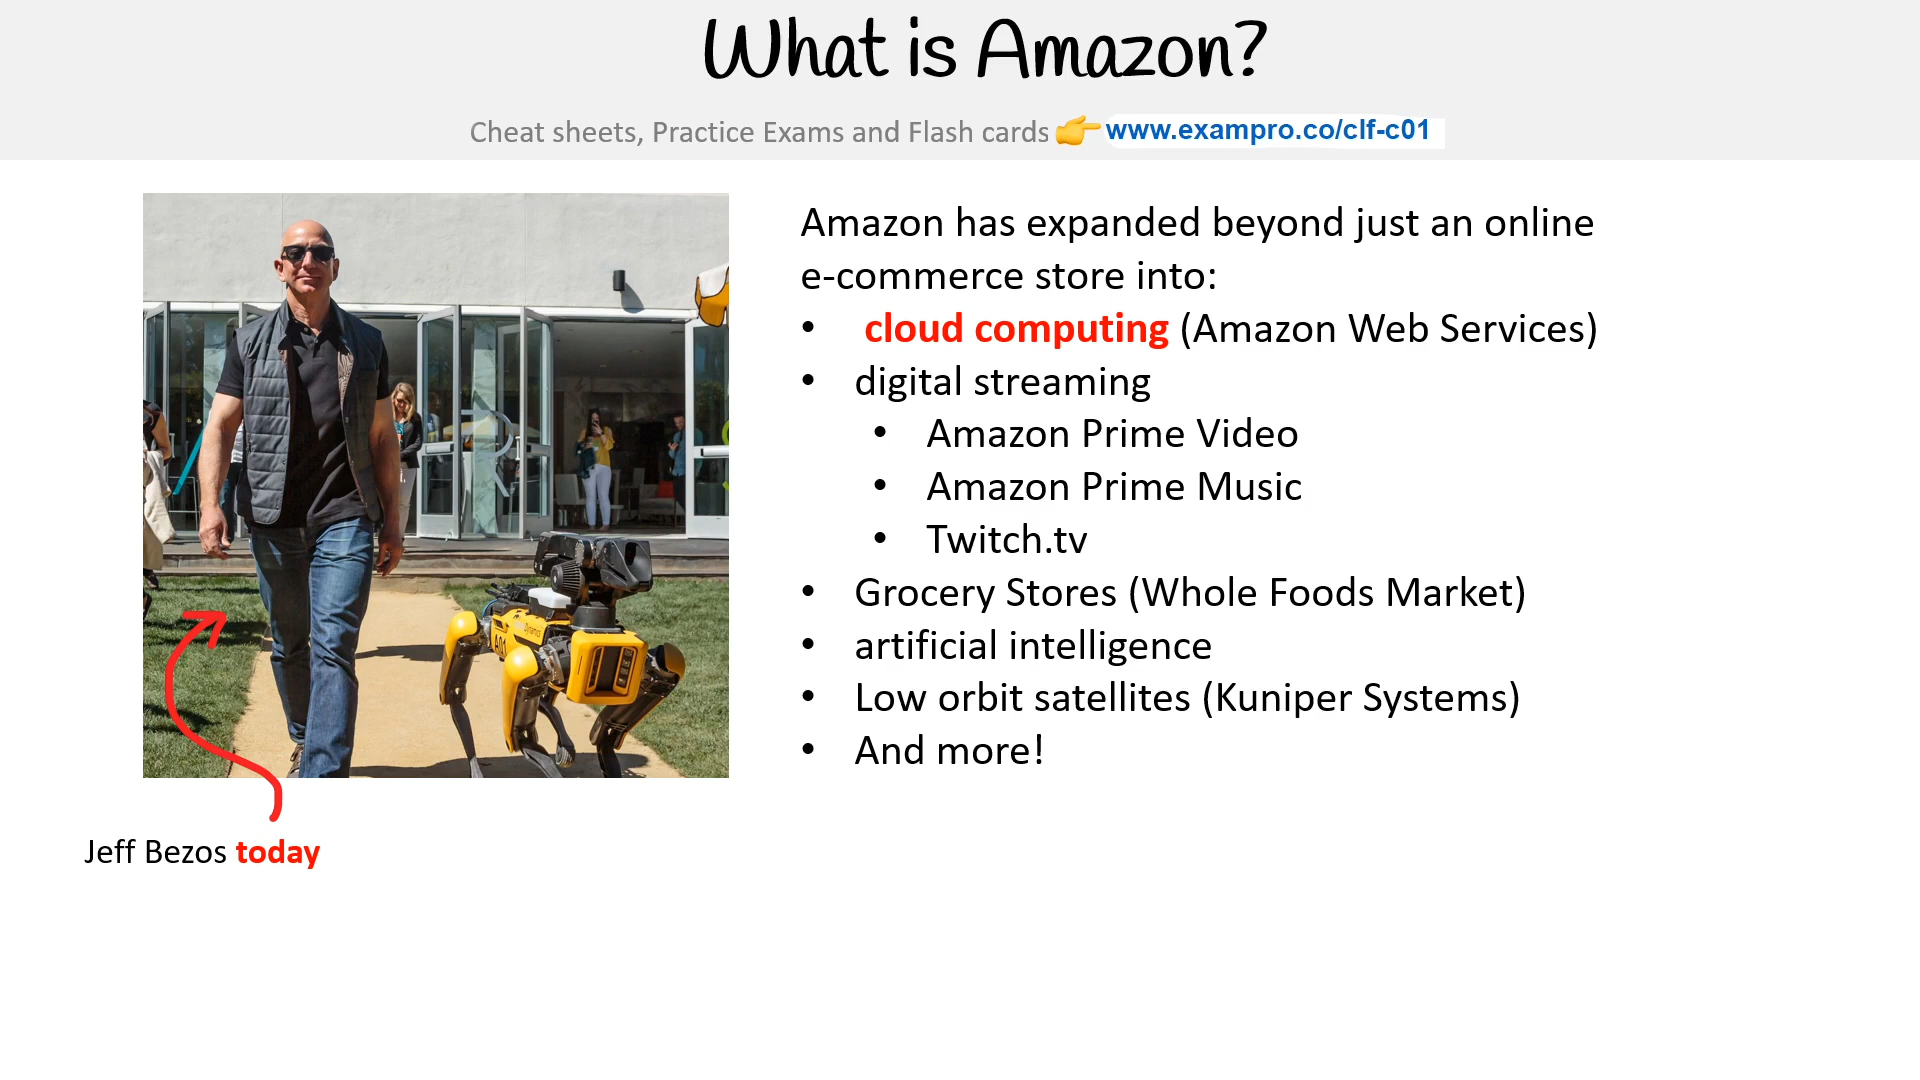 What is Amazon?
Cheat sheets, Practice Exams and Flash cards 👉 www.exampro.co/clf-c01
Amazon has expanded beyond just an online
e-commerce store into:
• cloud computing (Amazon Web Services)
• digital streaming
• Amazon Prime Video
• Amazon Prime Music
• Twitch.tv
• Grocery Stores (Whole Foods Market)
• artificial intelligence
• Low orbit satellites (Kuniper Systems)
• And more!
A01
Jeff Bezos today